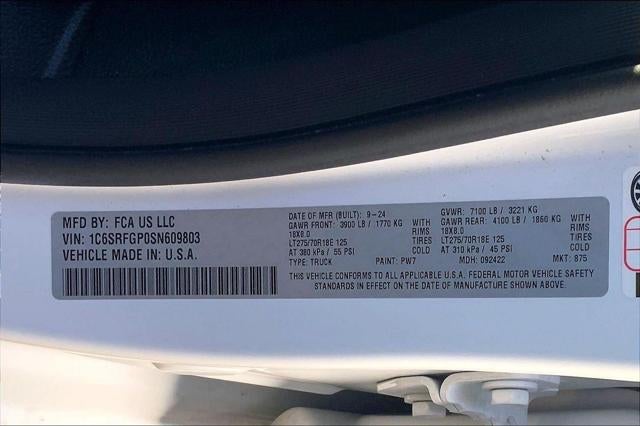 MFD BY: FCA US LLC
VIN: 1C6SRFGP0SN609803
VEHICLE MADE IN: U.S.A.
DATE OF MFR (BUILT): 9-24
GAWR FRONT: 3900 LB / 1770 KG WITH
18X8.0 RIMS
LT275/70R18E 125 TIRES
AT 380 kPa / 55 PSI COLD
TYPE: TRUCK PAINT: PW7
GVWR: 7100 LB / 3221 KG
GAWR REAR: 4100 LB / 1860 KG WITH
18X8.0 RIMS
LT275/70R18E 125 TIRES
AT 310 kPa / 45 PSI COLD
MDH: 092422 MKT: 875
THIS VEHICLE CONFORMS TO ALL APPLICABLE U.S.A. FEDERAL MOTOR VEHICLE SAFETY
STANDARDS IN EFFECT ON THE DATE OF MANUFACTURE SHOWN ABOVE.